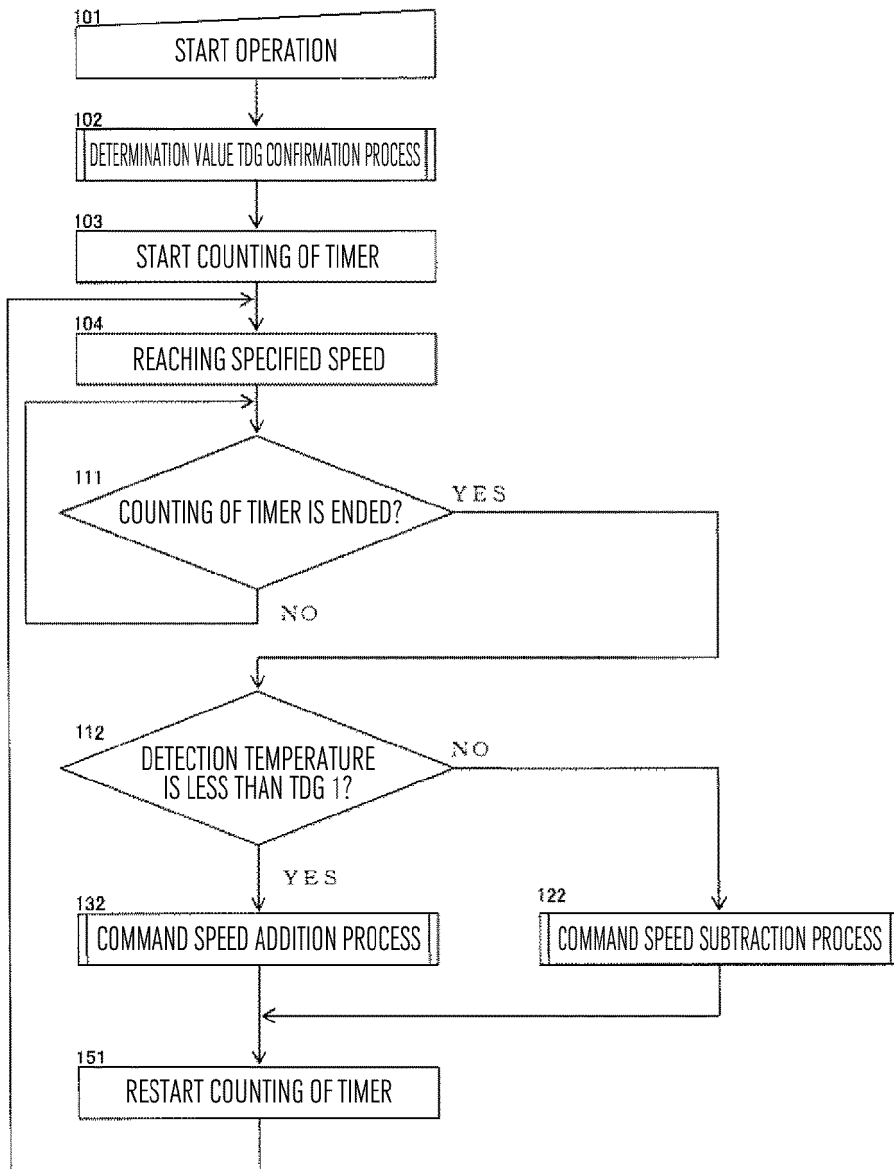 101
START OPERATION
102
DETERMINATION VALUE TDG CONFIRMATION PROCESS
103
START COUNTING OF TIMER
104
REACHING SPECIFIED SPEED
111
COUNTING OF TIMER IS ENDED?
YES
NO
112
DETECTION TEMPERATURE
IS LESS THAN TDG 1?
NO
YES
132
COMMAND SPEED ADDITION PROCESS
122
COMMAND SPEED SUBTRACTION PROCESS
151
RESTART COUNTING OF TIMER